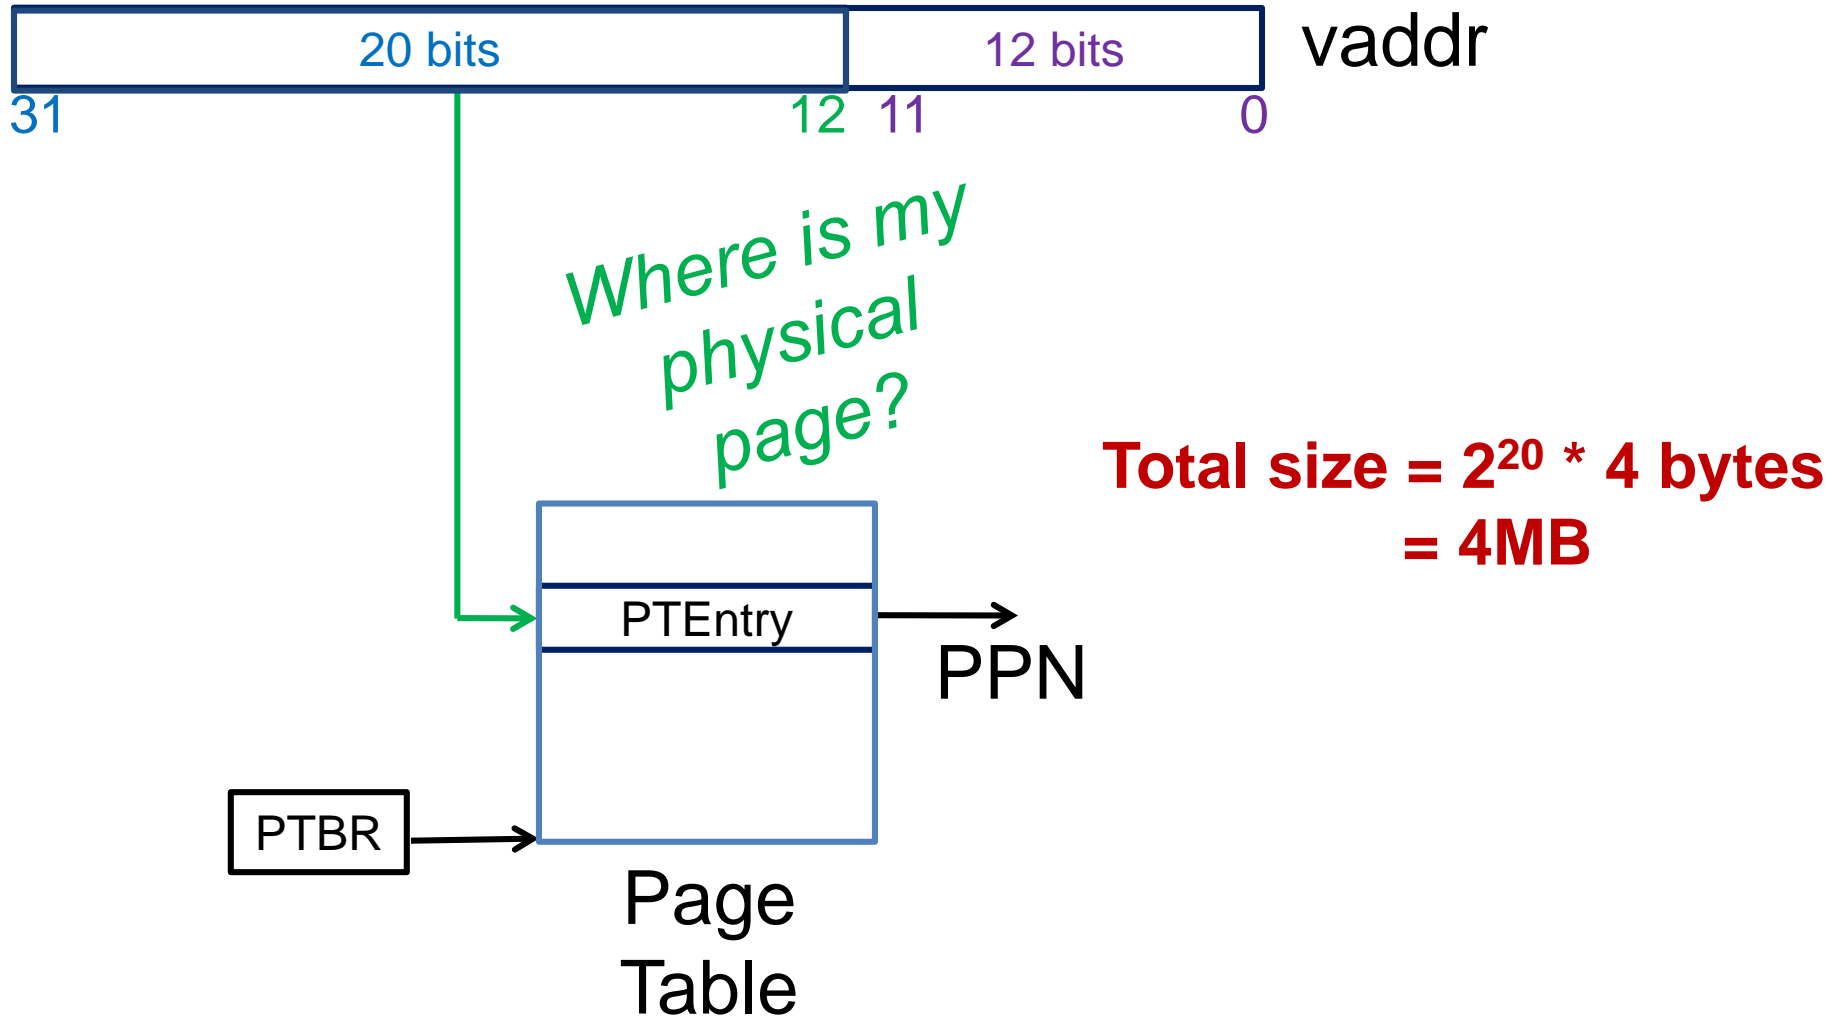 20 bits
12 bits
vaddr
31
12
11
0
Where is my
physical
page?
Total size = 2²⁰ * 4 bytes
= 4MB
PTEntry
PPN
PTBR
Page
Table